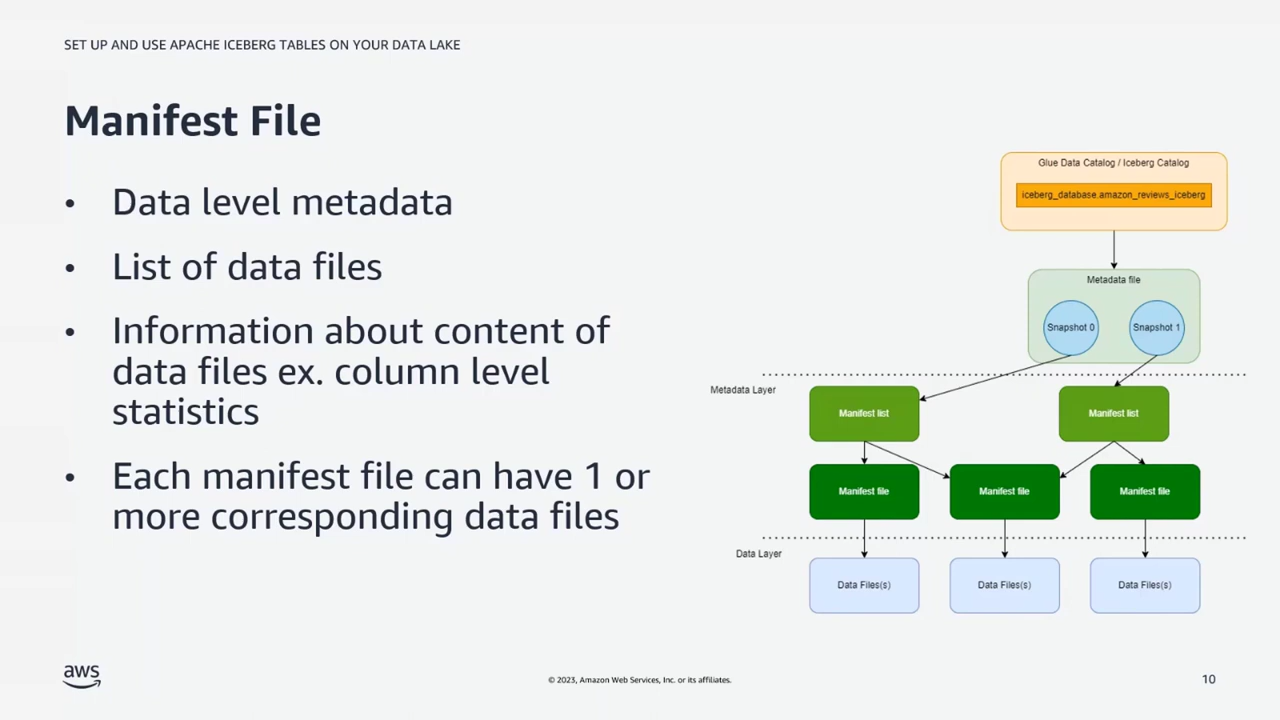 SET UP AND USE APACHE ICEBERG TABLES ON YOUR DATA LAKE
Manifest File
• Data level metadata
• List of data files
• Information about content of
data files ex. column level
statistics
• Each manifest file can have 1 or
more corresponding data files
Glue Data Catalog / Iceberg Catalog
iceberg_database.amazon_reviews_iceberg
Metadata file
Snapshot 0
Snapshot 1
Metadata Layer
Manifest list
Manifest list
Manifest file
Manifest file
Manifest file
Data Layer
Data Files(s)
Data Files(s)
Data Files(s)
aws
© 2023, Amazon Web Services, Inc. or its affiliates.
10